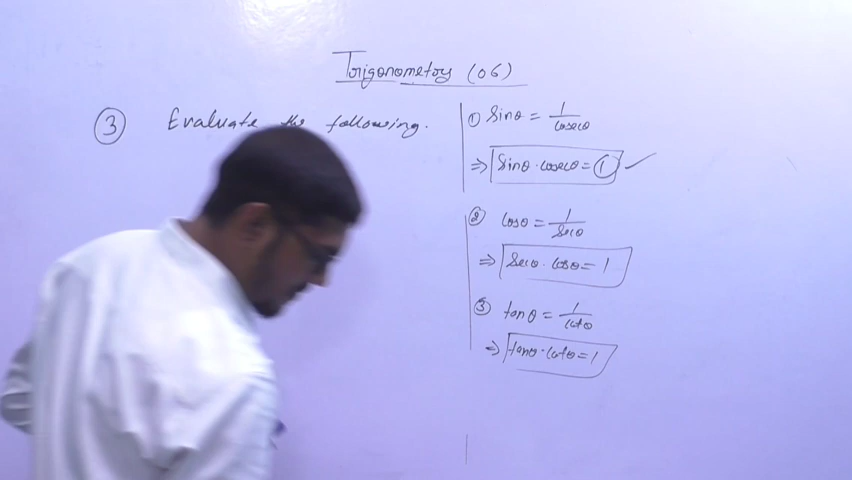 Trigonometry (06)
③ Evaluate the following.
① Sinθ = 1/cosecθ
⇒ Sinθ · cosecθ = 1 ✓
② cosθ = 1/Secθ
⇒ Secθ · cosθ = 1
③ tanθ = 1/cotθ
⇒ tanθ · cotθ = 1